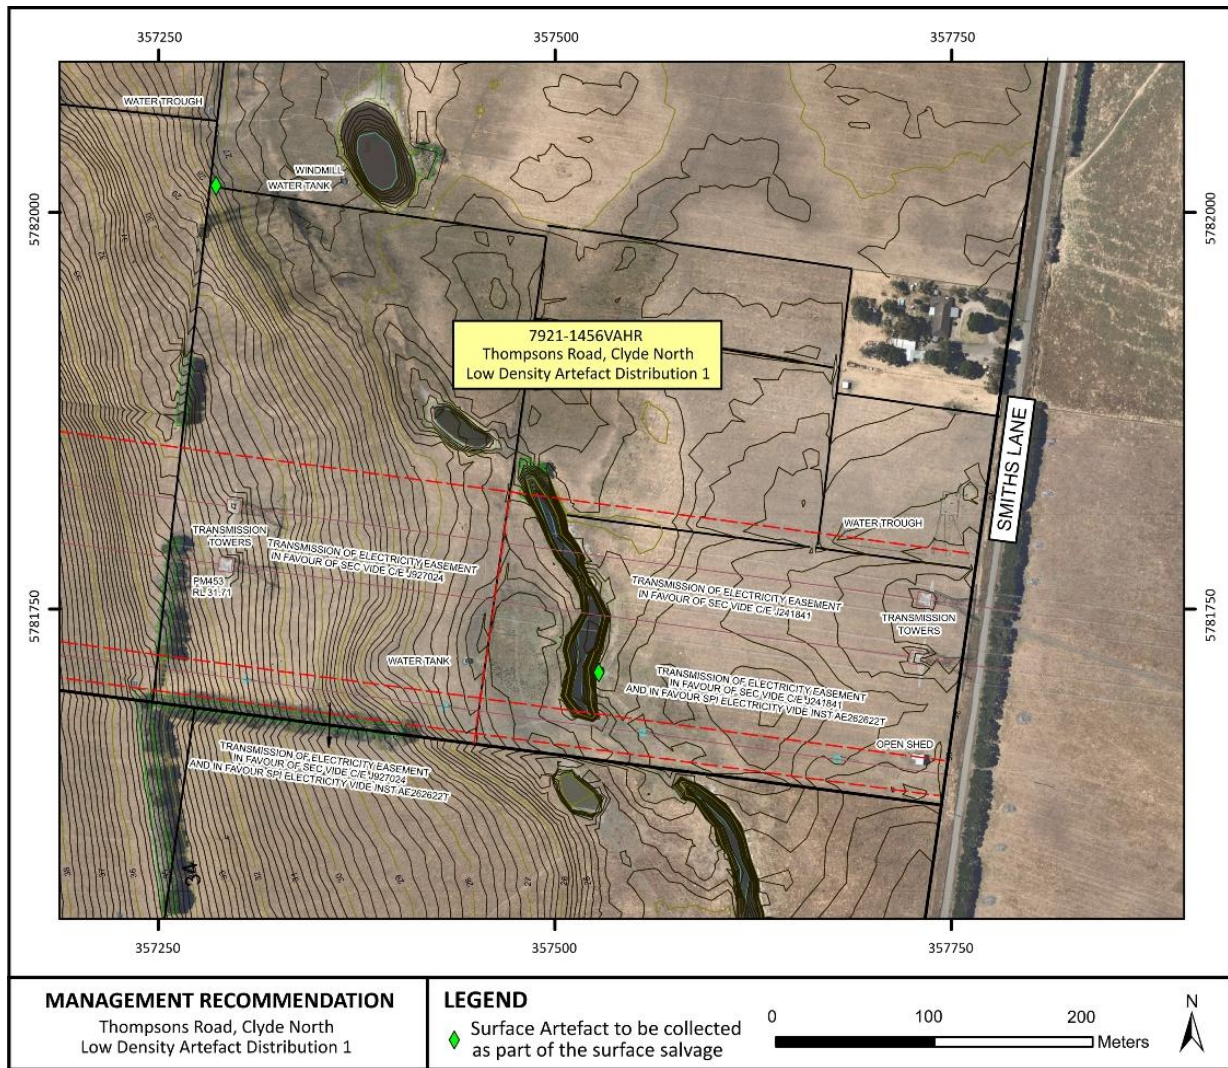 357250
357500
357750
WATER TROUGH
WINDMILL
WATER TANK
5782000
5782000
7921-1456VAHR
Thompsons Road, Clyde North
Low Density Artefact Distribution 1
SMITHS LANE
WATER TROUGH
TRANSMISSION
TOWERS
TRANSMISSION OF ELECTRICITY EASEMENT
IN FAVOUR OF SEC VIDE C/E J927024
PM453
RL 31.71
TRANSMISSION OF ELECTRICITY EASEMENT
IN FAVOUR OF SEC VIDE C/E J241841
TRANSMISSION
TOWERS
5781750
5781750
WATER TANK
TRANSMISSION OF ELECTRICITY EASEMENT
IN FAVOUR OF SEC VIDE C/E J241841
AND IN FAVOUR SPI ELECTRICITY VIDE INST AE262622T
OPEN SHED
TRANSMISSION OF ELECTRICITY EASEMENT
IN FAVOUR OF SEC VIDE C/E J927024
AND IN FAVOUR SPI ELECTRICITY VIDE INST AE262622T
34
357250
357500
357750
MANAGEMENT RECOMMENDATION
Thompsons Road, Clyde North
Low Density Artefact Distribution 1
LEGEND
Surface Artefact to be collected
as part of the surface salvage
0 100 200
Meters
N